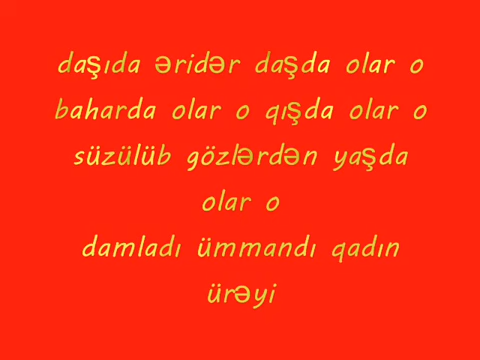 daşıda əridər daşda olar o
baharda olar o qışda olar o
süzülüb gözlərdən yaşda
olar o
damladı ümmandı qadın
ürəyi